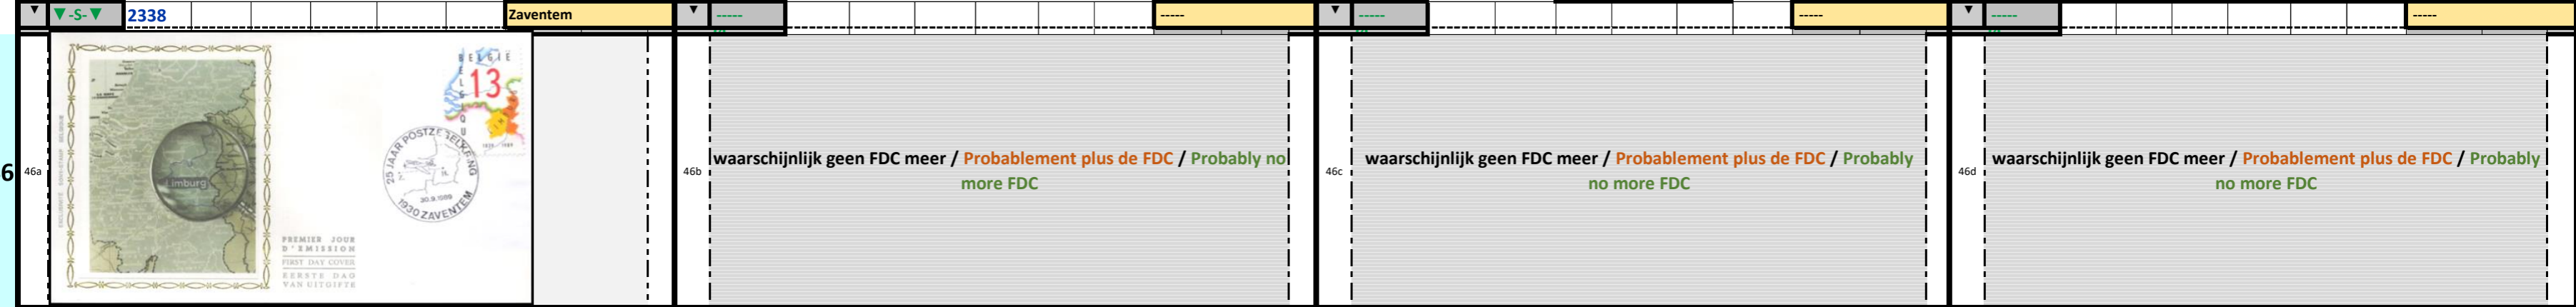 ▼ ▼-S-▼ 2338 Zaventem ▼ ----- ----- ▼ ----- ----- ▼ ----- -----
6
46a
BELGIE
BELGIQU
13
25 JAAR POSTZEGELKRING
30.9.1989
1930 ZAVENTEM
Limburg
PREMIER JOUR
D'EMISSION
FIRST DAY COVER
EERSTE DAG
VAN UITGIFTE
46b
waarschijnlijk geen FDC meer / Probablement plus de FDC / Probably no
more FDC
46c
waarschijnlijk geen FDC meer / Probablement plus de FDC / Probably
no more FDC
46d
waarschijnlijk geen FDC meer / Probablement plus de FDC / Probably
no more FDC